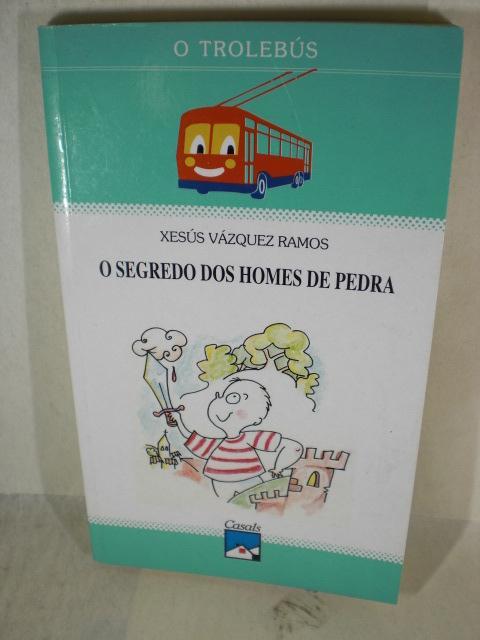 O TROLEBÚS
XESÚS VÁZQUEZ RAMOS
O SEGREDO DOS HOMES DE PEDRA
Casals